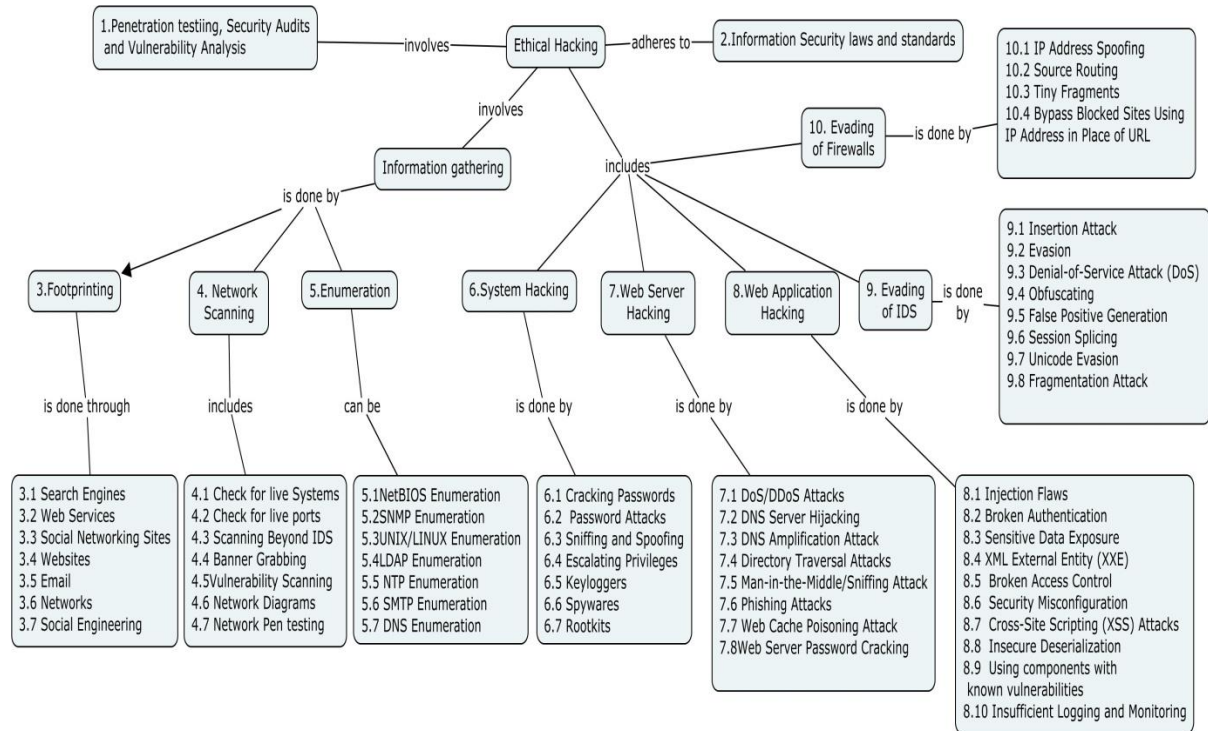 1.Penetration testiing, Security Audits
and Vulnerability Analysis
involves
Ethical Hacking
adheres to
2.Information Security laws and standards
10.1 IP Address Spoofing
10.2 Source Routing
10.3 Tiny Fragments
10.4 Bypass Blocked Sites Using
IP Address in Place of URL
involves
10. Evading
of Firewalls
is done by
Information gathering
includes
is done by
3.Footprinting
4. Network
Scanning
5.Enumeration
6.System Hacking
7.Web Server
Hacking
8.Web Application
Hacking
9. Evading
of IDS
is done
by
9.1 Insertion Attack
9.2 Evasion
9.3 Denial-of-Service Attack (DoS)
9.4 Obfuscating
9.5 False Positive Generation
9.6 Session Splicing
9.7 Unicode Evasion
9.8 Fragmentation Attack
is done through
includes
can be
is done by
is done by
is done by
3.1 Search Engines
3.2 Web Services
3.3 Social Networking Sites
3.4 Websites
3.5 Email
3.6 Networks
3.7 Social Engineering
4.1 Check for live Systems
4.2 Check for live ports
4.3 Scanning Beyond IDS
4.4 Banner Grabbing
4.5Vulnerability Scanning
4.6 Network Diagrams
4.7 Network Pen testing
5.1NetBIOS Enumeration
5.2SNMP Enumeration
5.3UNIX/LINUX Enumeration
5.4LDAP Enumeration
5.5 NTP Enumeration
5.6 SMTP Enumeration
5.7 DNS Enumeration
6.1 Cracking Passwords
6.2 Password Attacks
6.3 Sniffing and Spoofing
6.4 Escalating Privileges
6.5 Keyloggers
6.6 Spywares
6.7 Rootkits
7.1 DoS/DDoS Attacks
7.2 DNS Server Hijacking
7.3 DNS Amplification Attack
7.4 Directory Traversal Attacks
7.5 Man-in-the-Middle/Sniffing Attack
7.6 Phishing Attacks
7.7 Web Cache Poisoning Attack
7.8Web Server Password Cracking
8.1 Injection Flaws
8.2 Broken Authentication
8.3 Sensitive Data Exposure
8.4 XML External Entity (XXE)
8.5 Broken Access Control
8.6 Security Misconfiguration
8.7 Cross-Site Scripting (XSS) Attacks
8.8 Insecure Deserialization
8.9 Using components with
known vulnerabilities
8.10 Insufficient Logging and Monitoring